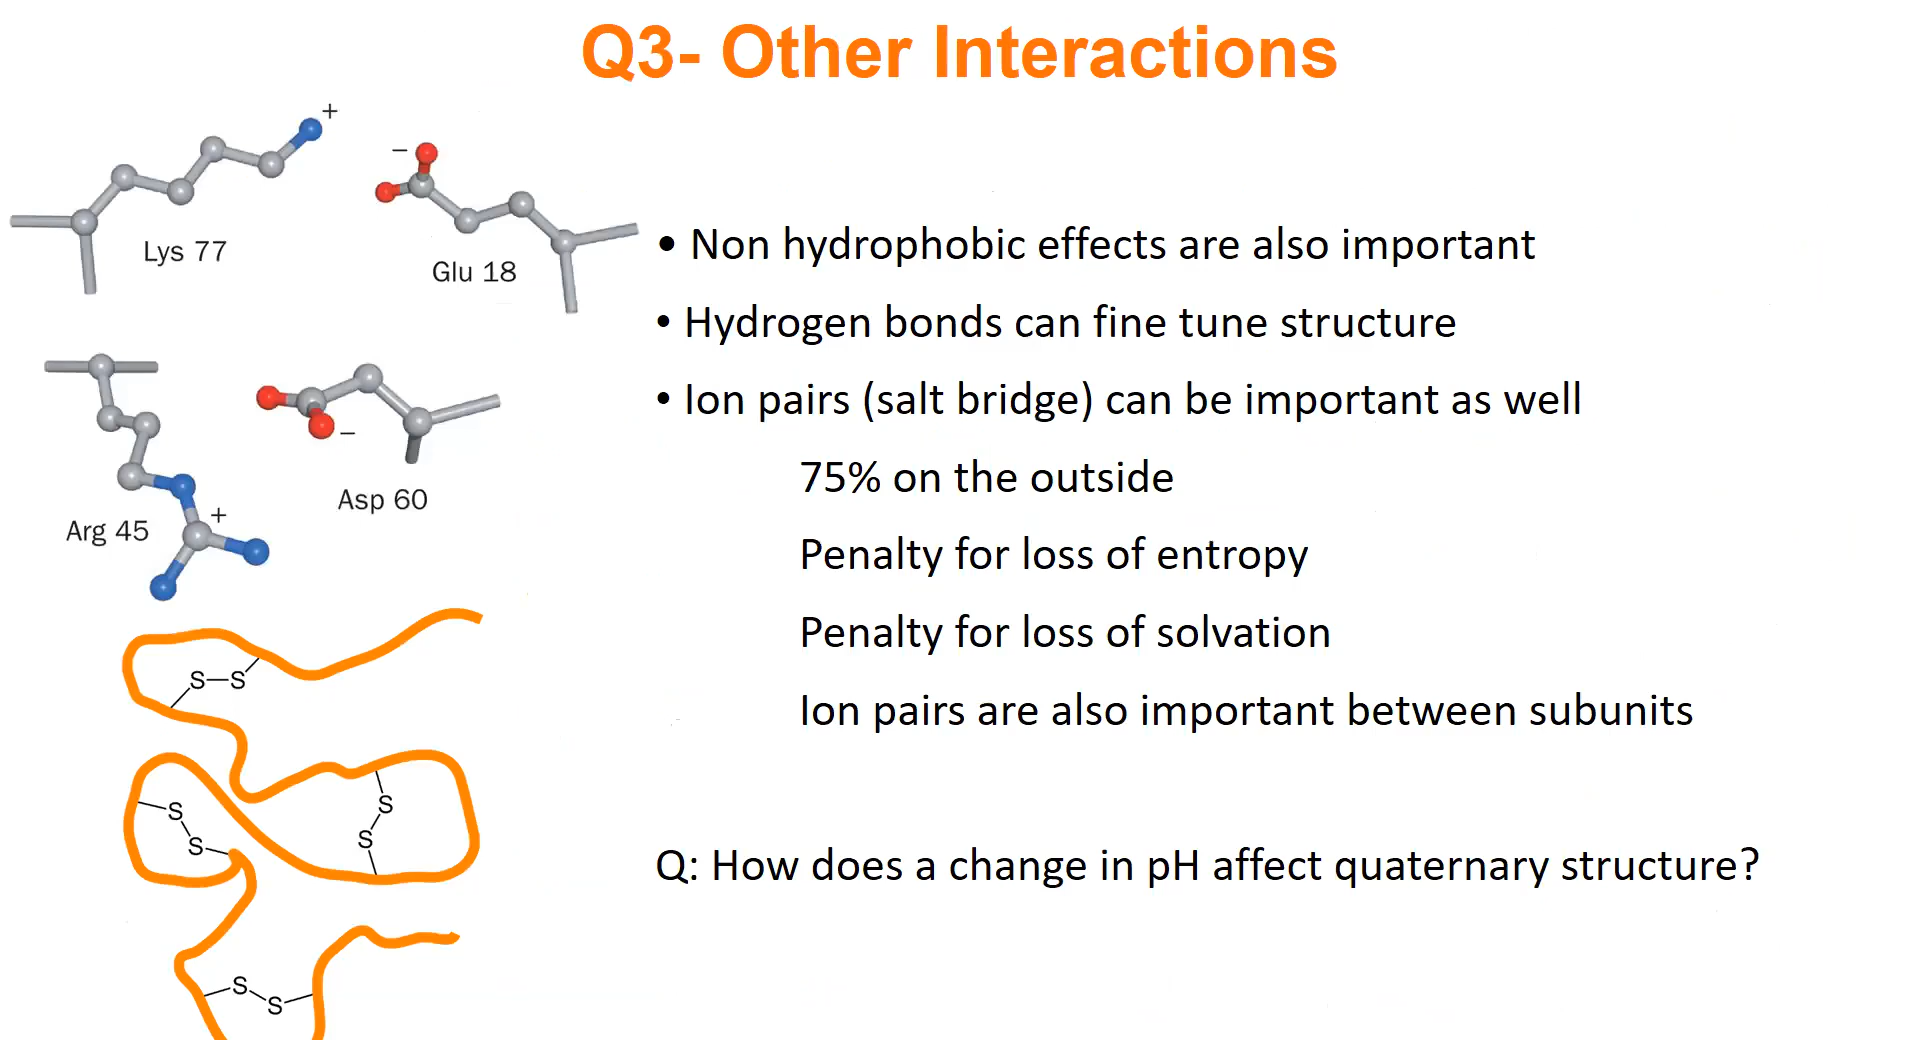 Q3- Other Interactions
+
−
Lys 77
Glu 18
• Non hydrophobic effects are also important
• Hydrogen bonds can fine tune structure
• Ion pairs (salt bridge) can be important as well
75% on the outside
Penalty for loss of entropy
Penalty for loss of solvation
Ion pairs are also important between subunits
Q: How does a change in pH affect quaternary structure?
−
Asp 60
Arg 45
+
S—S
S
S
S
S
S
S